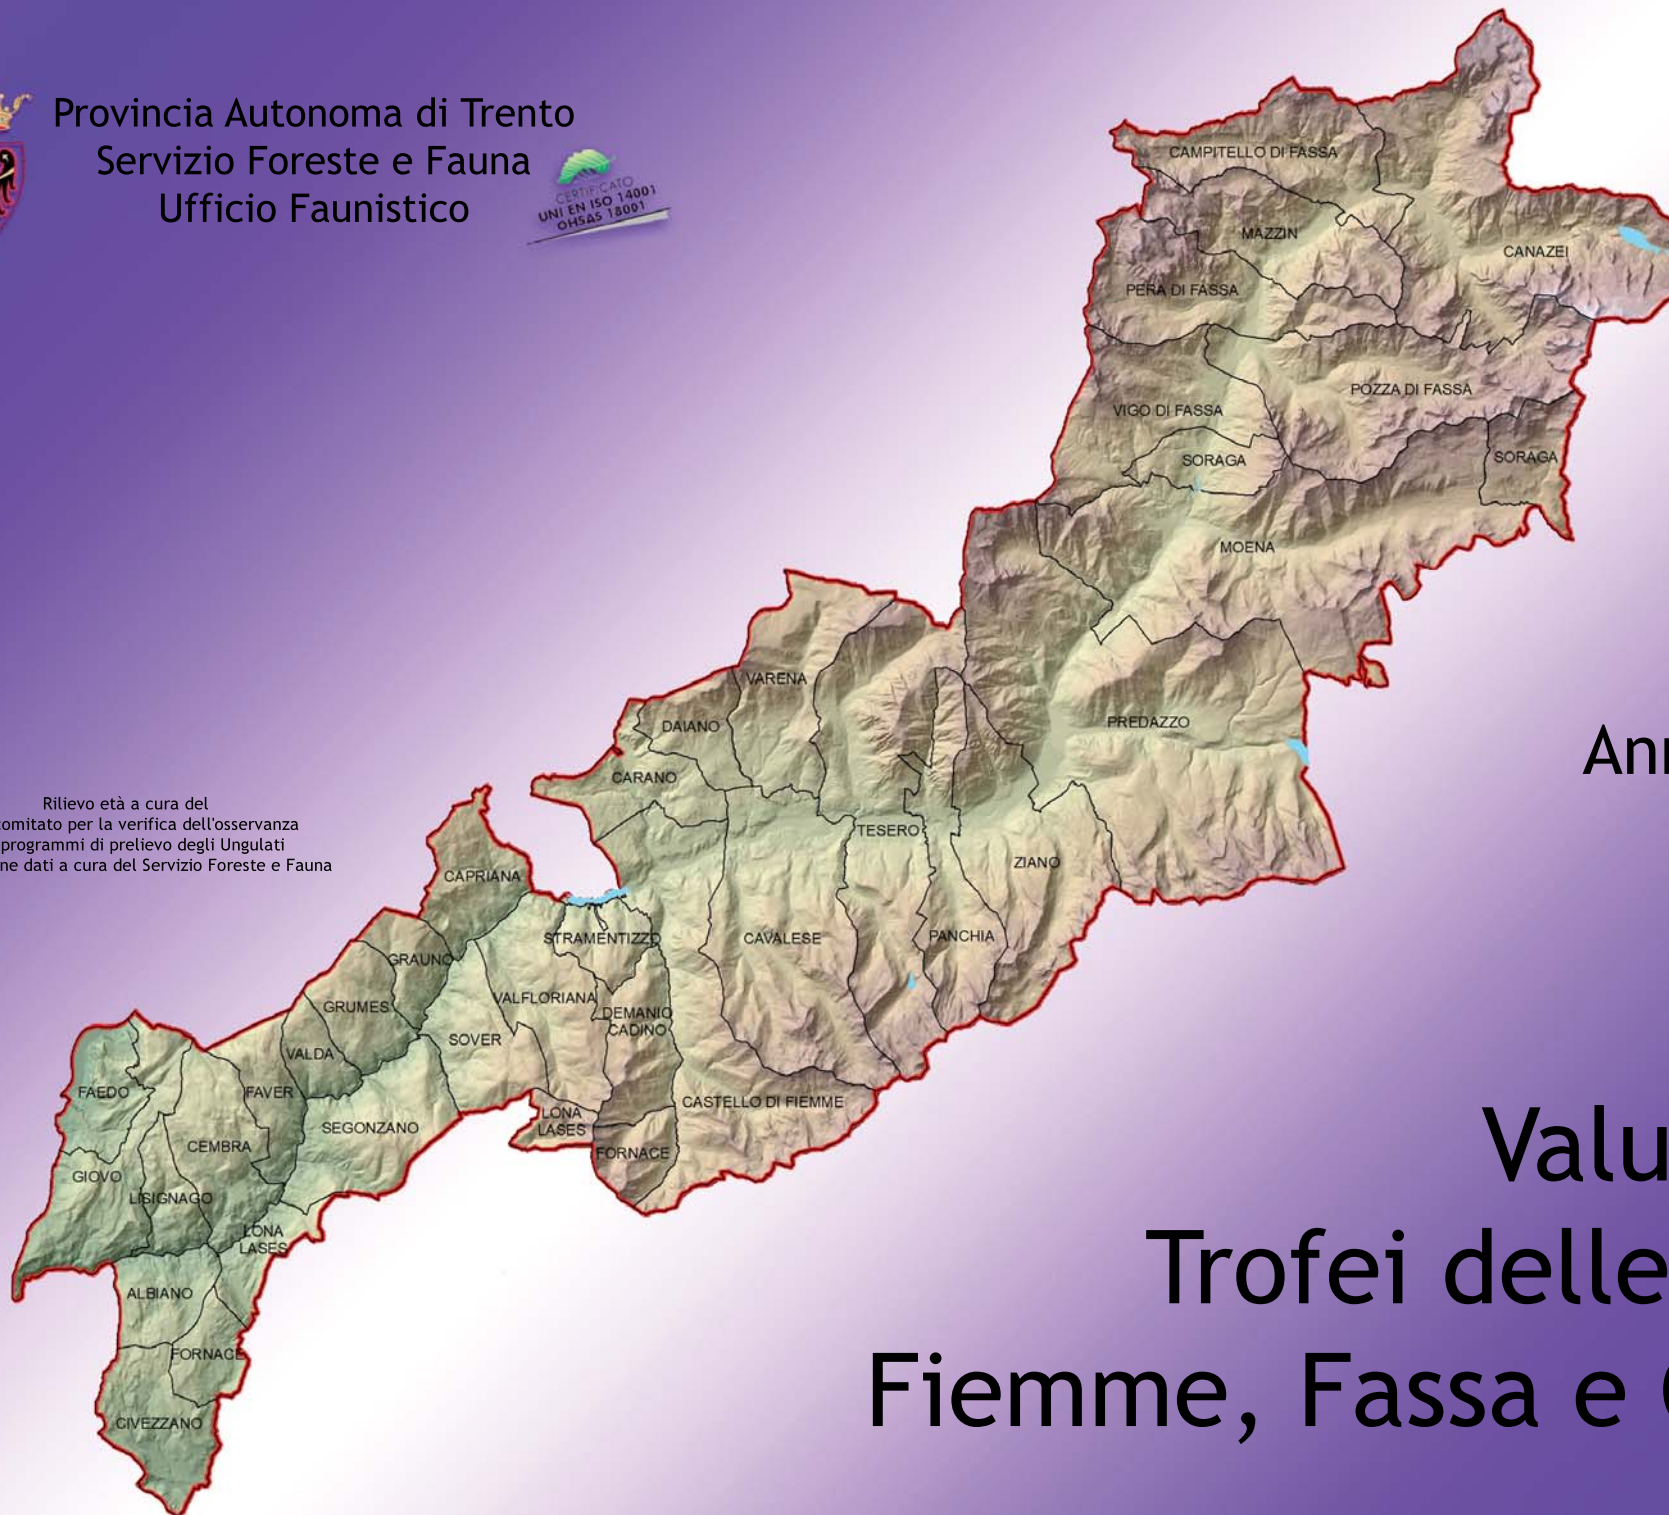 Provincia Autonoma di Trento
Servizio Foreste e Fauna
Ufficio Faunistico
CERTIFICATO
UNI EN ISO 14001
OHSAS 18001
CAMPITELLO DI FASSA
MAZZIN
CANAZEI
PERA DI FASSA
POZZA DI FASSA
VIGO DI FASSA
SORAGA
SORAGA
MOENA
VARENA
PREDAZZO
DAIANO
CARANO
TESERO
ZIANO
Rilievo età a cura del
comitato per la verifica dell'osservanza
programmi di prelievo degli Ungulati
ne dati a cura del Servizio Foreste e Fauna
CAPRIANA
STRAMENTIZZO
CAVALESE
PANCHIA
GRAUNO
GRUMES
VALFLORIANA
DEMANIO
CADINO
SOVER
VALDA
FAEDO
FAVER
SEGONZANO
LONA
LASES
CASTELLO DI FIEMME
CEMBRA
FORNACE
GIOVO
LISIGNAGO
LONA
LASES
ALBIANO
FORNACE
CIVEZZANO
Ann
Valu
Trofei delle
Fiemme, Fassa e